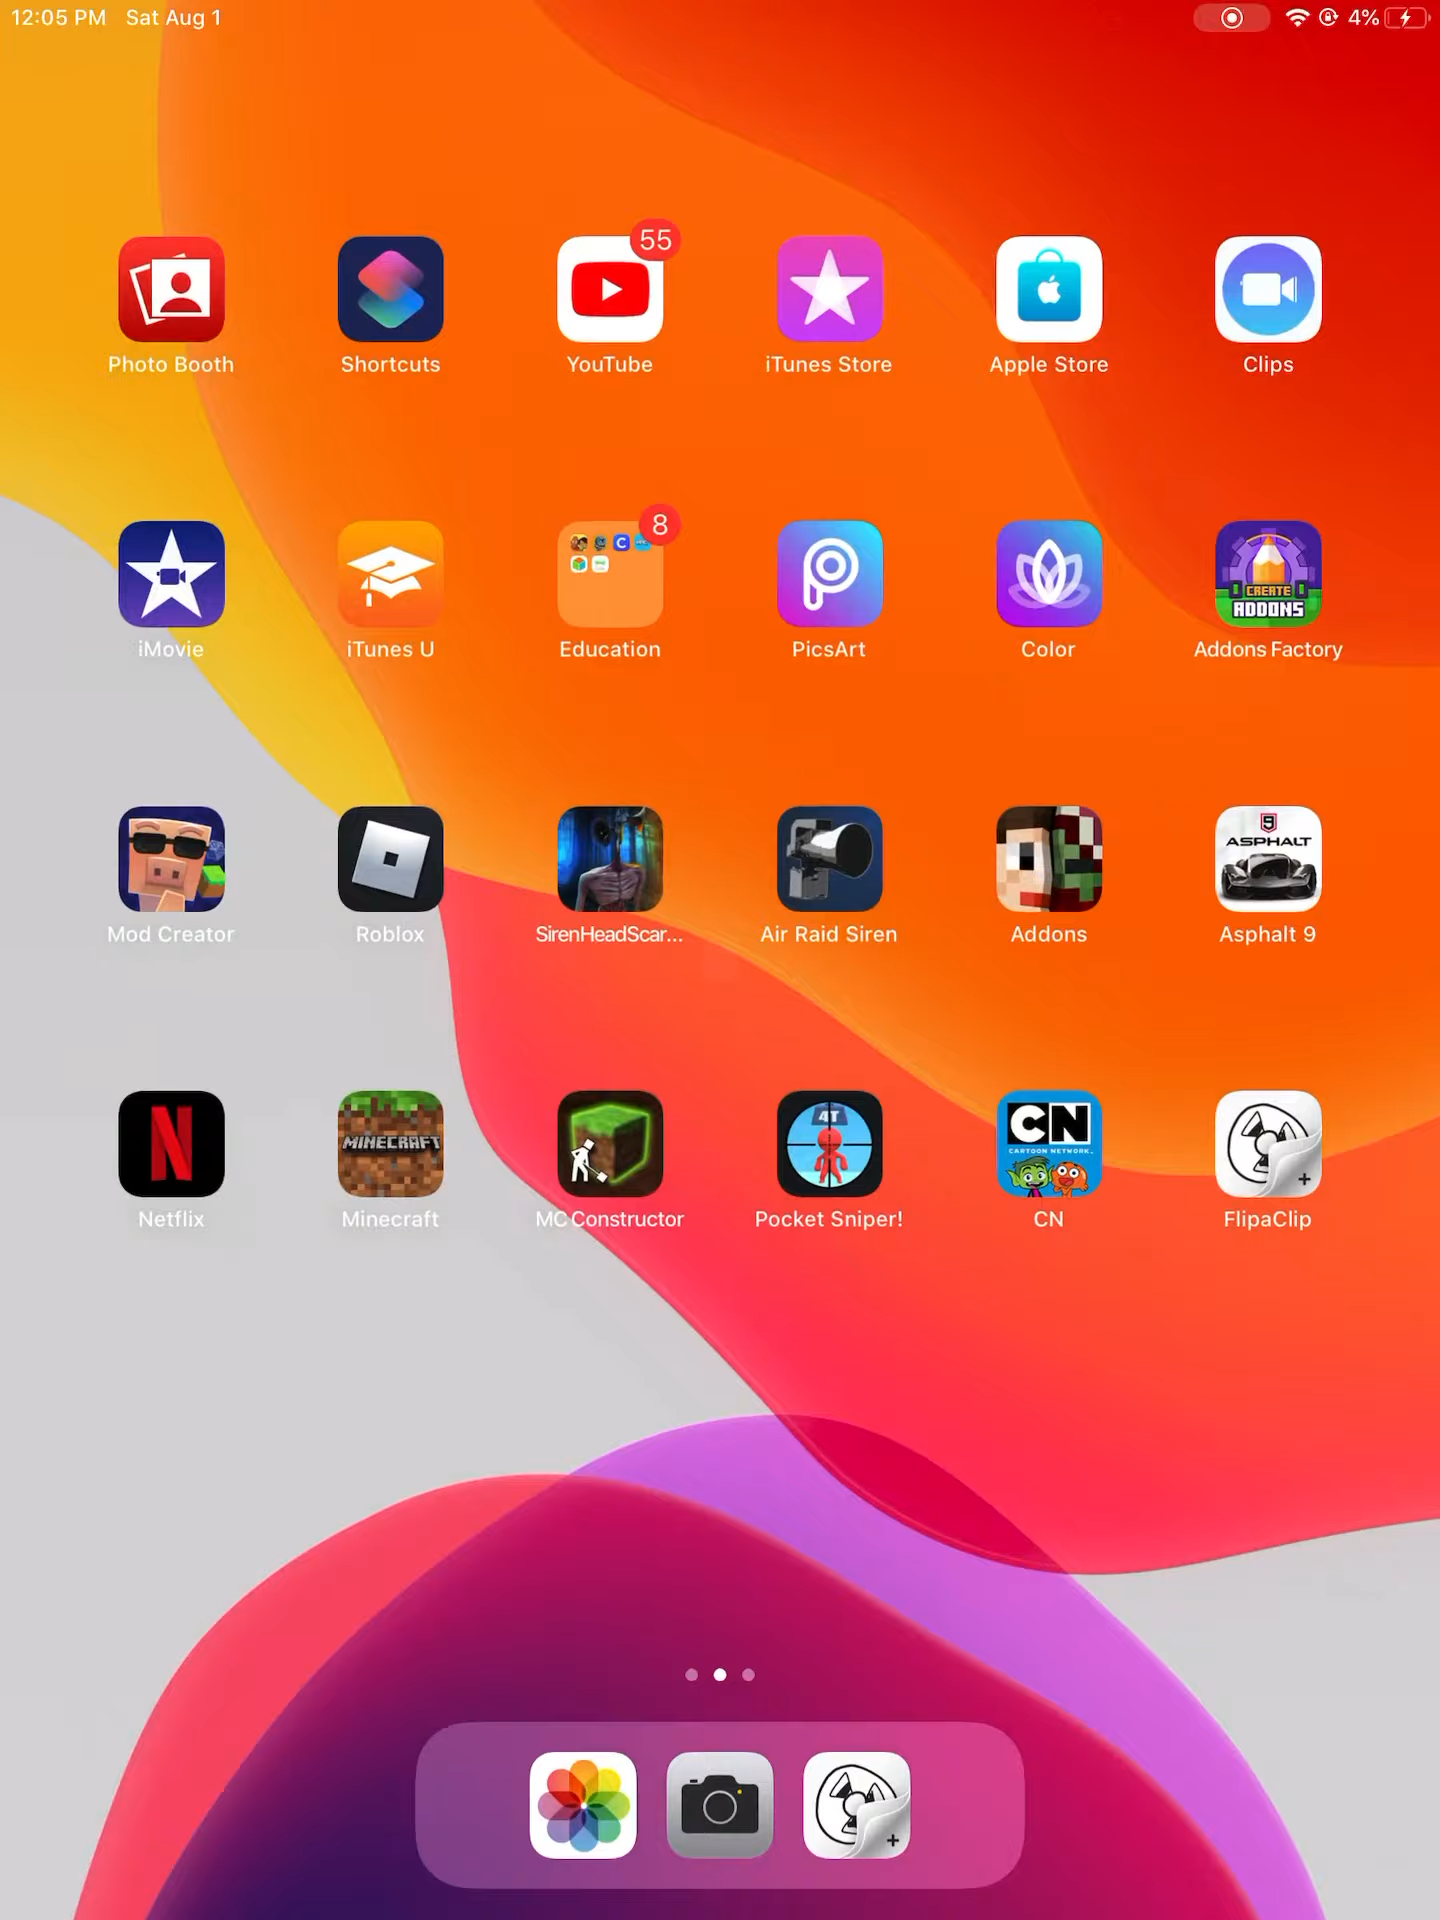 12:05 PM Sat Aug 1 4%
55
Photo Booth Shortcuts YouTube iTunes Store Apple Store Clips
8
C
CREATE
ADDONS
iMovie iTunes U Education PicsArt Color Addons Factory
9
ASPHALT
Mod Creator Roblox SirenHeadScar... Air Raid Siren Addons Asphalt 9
N MINECRAFT 4T CN
CARTOON NETWORK.
Netflix Minecraft MC Constructor Pocket Sniper! CN FlipaClip